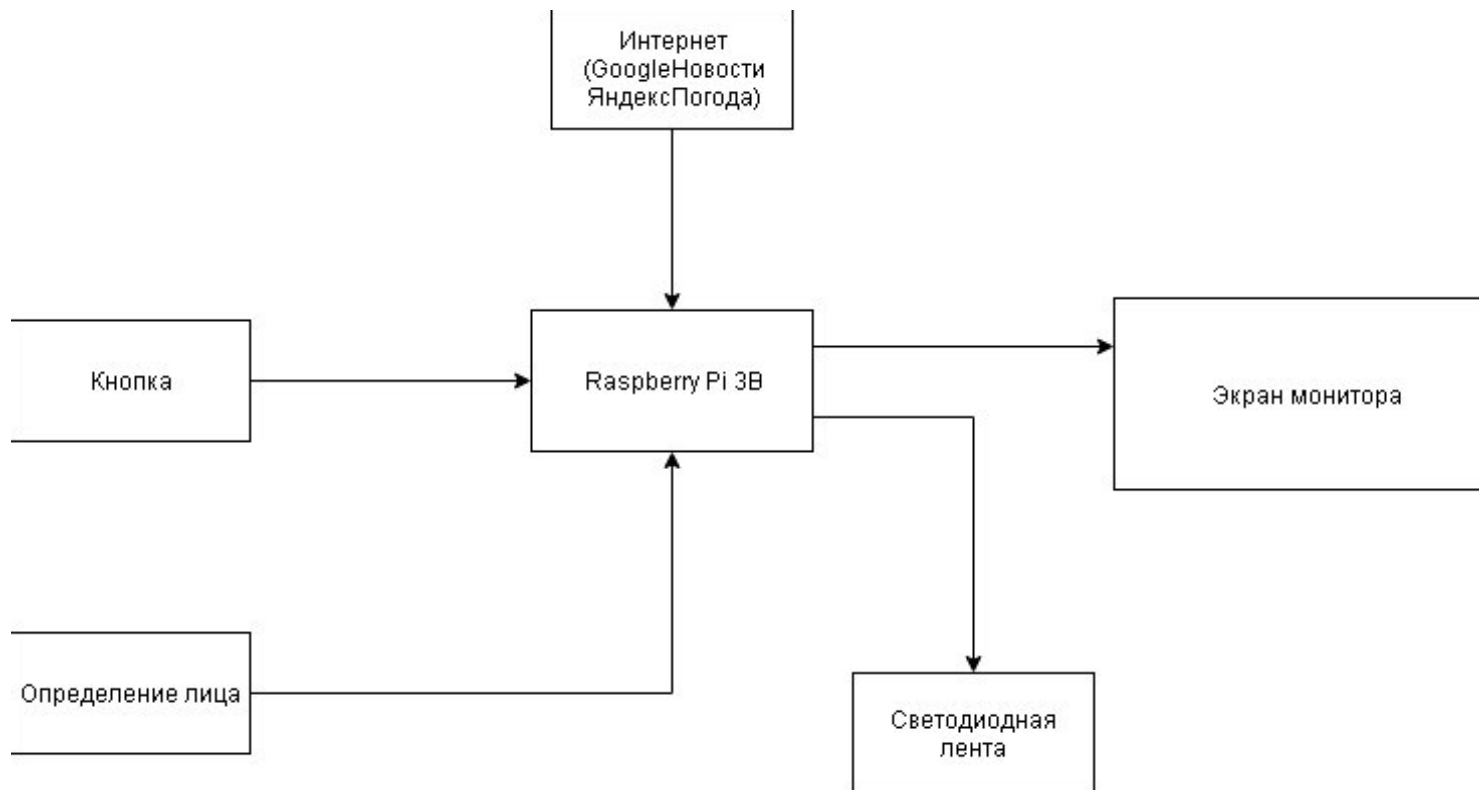 Интернет
(GoogleНовости
ЯндексПогода)
Кнопка
Raspberry Pi 3B
Экран монитора
Определение лица
Светодиодная
лента